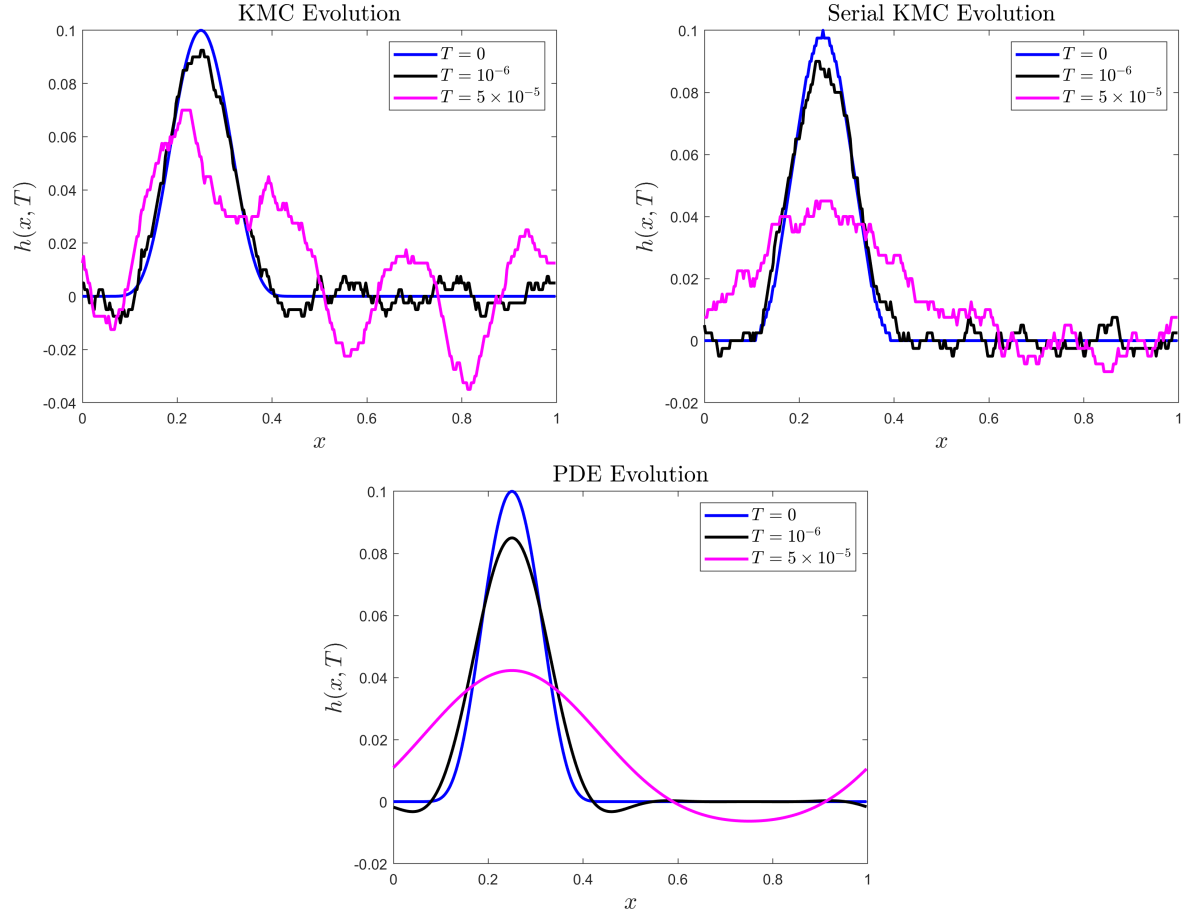 KMC Evolution
0.1
0.08
0.06
0.04
0.02
0
-0.02
-0.04
h(x, T)
0
0.2
0.4
0.6
0.8
1
x
T = 0
T = 10⁻⁶
T = 5 × 10⁻⁵
Serial KMC Evolution
0.1
0.08
0.06
0.04
0.02
0
-0.02
h(x, T)
0
0.2
0.4
0.6
0.8
1
x
T = 0
T = 10⁻⁶
T = 5 × 10⁻⁵
PDE Evolution
0.1
0.08
0.06
0.04
0.02
0
-0.02
h(x, T)
0
0.2
0.4
0.6
0.8
1
x
T = 0
T = 10⁻⁶
T = 5 × 10⁻⁵